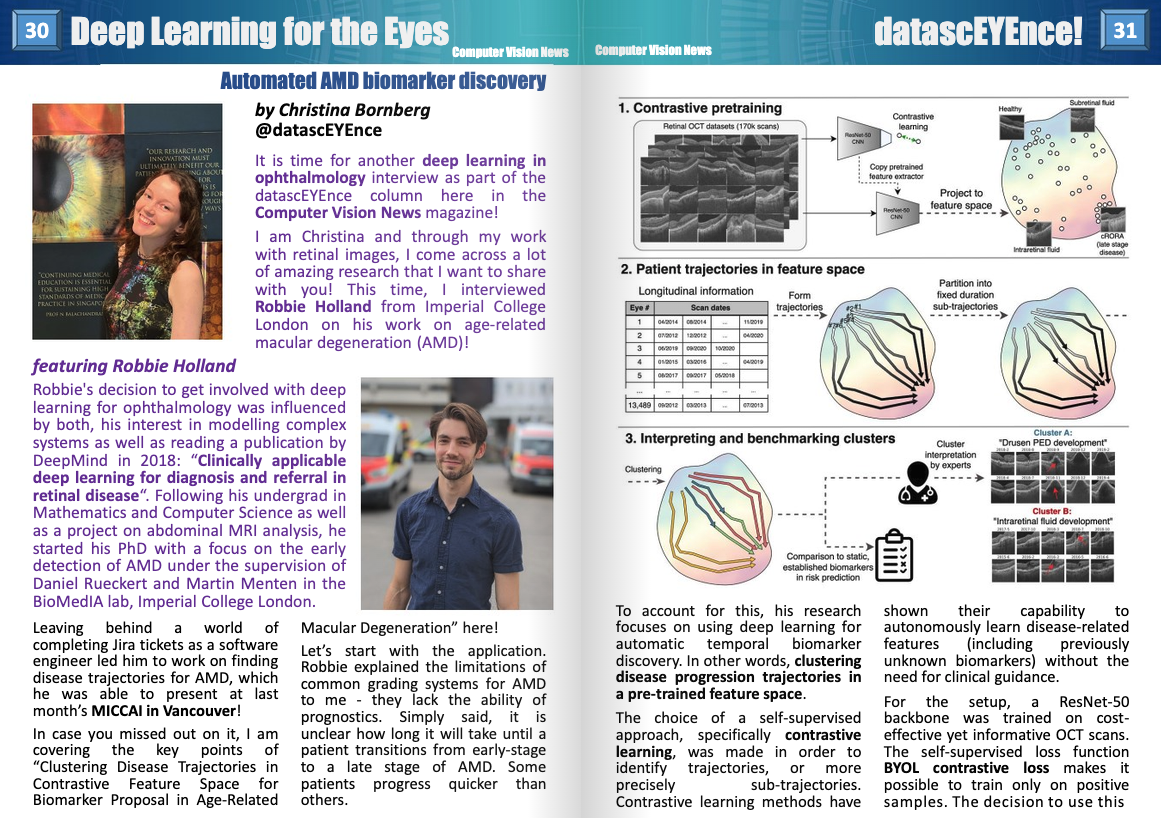 30
Deep Learning for the Eyes
Computer Vision News
Automated AMD biomarker discovery
"OUR RESEARCH AND
INNOVATION MUST
ULTIMATELY BENEFIT OUR
"CONTINUING MEDICAL
EDUCATION IS ESSENTIAL
FOR SUSTAINING HIGH
STANDARDS OF MEDIC
PRACTICE IN SINGAPO
PROF N BALACHANDRA
by Christina Bornberg
@datascEYEnce
It is time for another deep learning in
ophthalmology interview as part of the
datascEYEnce column here in the
Computer Vision News magazine!
I am Christina and through my work
with retinal images, I come across a lot
of amazing research that I want to share
with you! This time, I interviewed
Robbie Holland from Imperial College
London on his work on age-related
macular degeneration (AMD)!
featuring Robbie Holland
Robbie's decision to get involved with deep
learning for ophthalmology was influenced
by both, his interest in modelling complex
systems as well as reading a publication by
DeepMind in 2018: "Clinically applicable
deep learning for diagnosis and referral in
retinal disease". Following his undergrad in
Mathematics and Computer Science as well
as a project on abdominal MRI analysis, he
started his PhD with a focus on the early
detection of AMD under the supervision of
Daniel Rueckert and Martin Menten in the
BioMedIA lab, Imperial College London.
Leaving behind a world of
completing Jira tickets as a software
engineer led him to work on finding
disease trajectories for AMD, which
he was able to present at last
month's MICCAI in Vancouver!
In case you missed out on it, I am
covering the key points of
"Clustering Disease Trajectories in
Contrastive Feature Space for
Biomarker Proposal in Age-Related
Macular Degeneration" here!
Let's start with the application.
Robbie explained the limitations of
common grading systems for AMD
to me - they lack the ability of
prognostics. Simply said, it is
unclear how long it will take until a
patient transitions from early-stage
to a late stage of AMD. Some
patients progress quicker than
others.
Computer Vision News
datascEYEnce!
31
1. Contrastive pretraining
Retinal OCT datasets (170k scans)
ResNet-50
CNN
Contrastive
learning
Copy pretrained
feature extractor
ResNet-50
CNN
Project to
feature space
Healthy
Subretinal fluid
Intraretinal fluid
cRORA
(late stage
disease)
2. Patient trajectories in feature space
Longitudinal information
Eye # Scan dates
1 04/2014 08/2014 ... 11/2019
2 07/2012 12/2012 ... 04/2020
3 06/2019 09/2020 10/2020
4 01/2015 03/2016 ... 04/2019
5 08/2017 09/2017 05/2018
... ... ... ... ...
13,489 09/2012 03/2013 ... 07/2013
Form
trajectories
#2 #1
Partition into
fixed duration
sub-trajectories
3. Interpreting and benchmarking clusters
Clustering
Cluster
interpretation
by experts
Comparison to static,
established biomarkers
in risk prediction
Cluster A:
"Drusen PED development"
Cluster B:
"Intraretinal fluid development"
To account for this, his research
focuses on using deep learning for
automatic temporal biomarker
discovery. In other words, clustering
disease progression trajectories in
a pre-trained feature space.
The choice of a self-supervised
approach, specifically contrastive
learning, was made in order to
identify trajectories, or more
precisely sub-trajectories.
Contrastive learning methods have
shown their capability to
autonomously learn disease-related
features (including previously
unknown biomarkers) without the
need for clinical guidance.
For the setup, a ResNet-50
backbone was trained on cost-
effective yet informative OCT scans.
The self-supervised loss function
BYOL contrastive loss makes it
possible to train only on positive
samples. The decision to use this